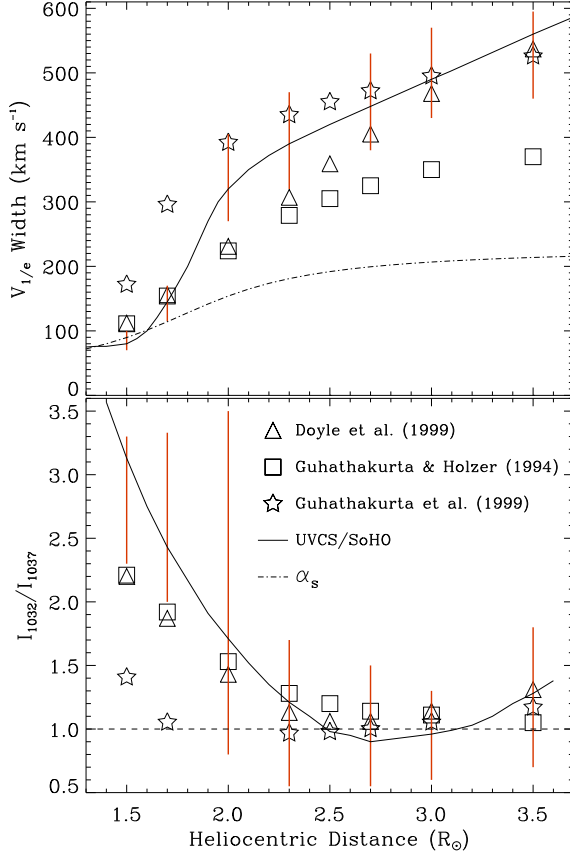 600
500
400
300
200
100
0
V1/e Width (km s⁻¹)
3.5
3.0
2.5
2.0
1.5
1.0
0.5
I1032/I1037
Doyle et al. (1999)
Guhathakurta & Holzer (1994)
Guhathakurta et al. (1999)
UVCS/SoHO
αs
1.5 2.0 2.5 3.0 3.5
Heliocentric Distance (R☉)